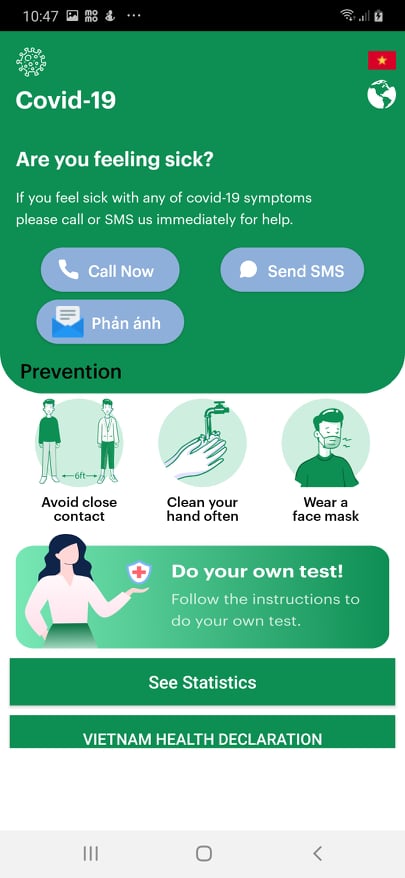 10:47
Covid-19
Are you feeling sick?
If you feel sick with any of covid-19 symptoms
please call or SMS us immediately for help.
Call Now
Send SMS
Phản ánh
Prevention
6ft
Avoid close
contact
Clean your
hand often
Wear a
face mask
Do your own test!
Follow the instructions to
do your own test.
See Statistics
VIETNAM HEALTH DECLARATION